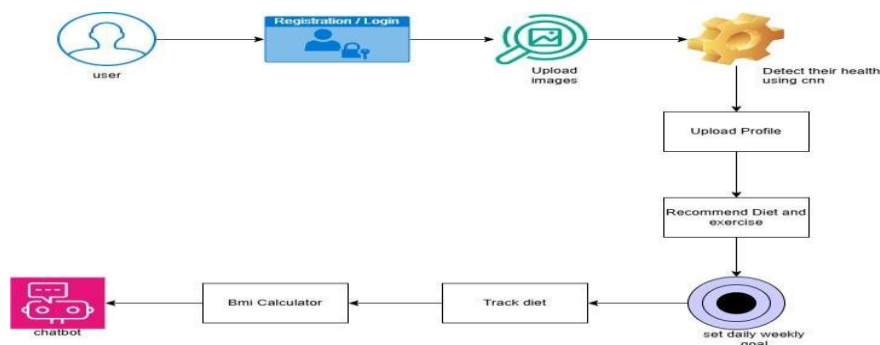 Registration / Login
user
Upload
images
Detect their health
using cnn
Upload Profile
Recommend Diet and
exercise
set daily weekly
goal
Track diet
Bmi Calculator
chatbot